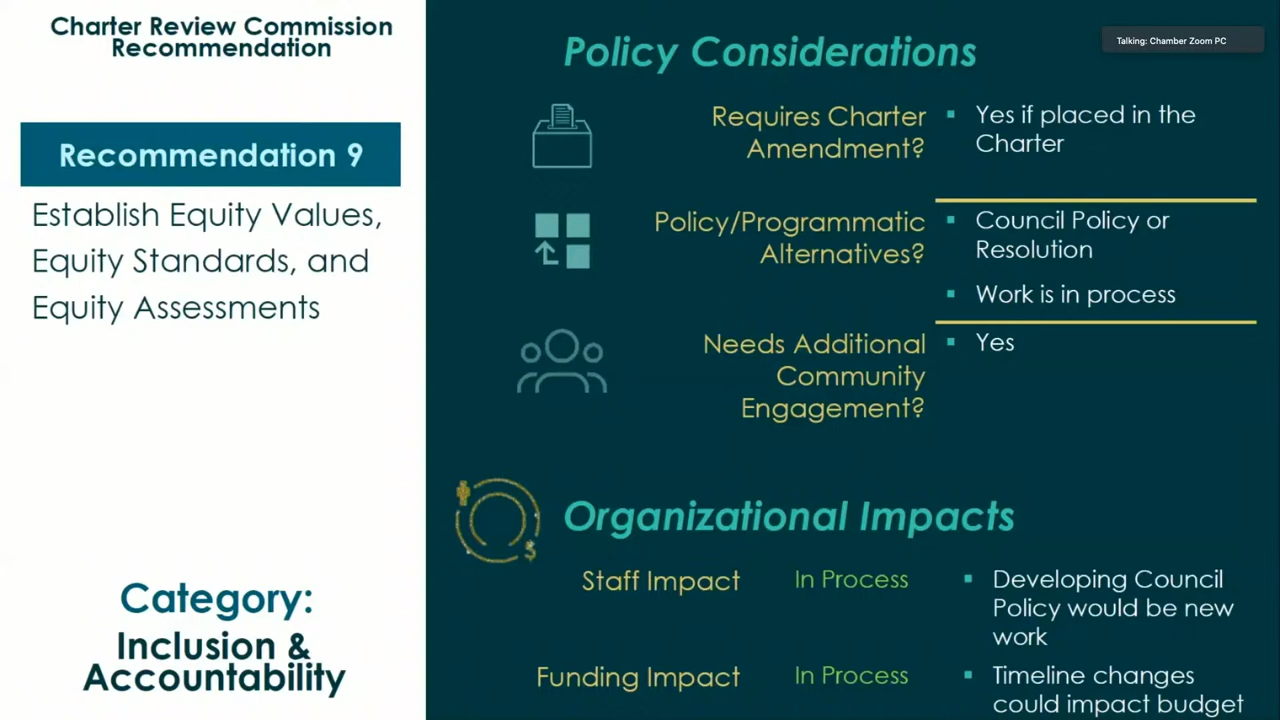 Charter Review Commission
Recommendation
Recommendation 9
Establish Equity Values,
Equity Standards, and
Equity Assessments
Category:
Inclusion &
Accountability
Policy Considerations
Talking: Chamber Zoom PC
Requires Charter
Amendment?
▪ Yes if placed in the
Charter
Policy/Programmatic
Alternatives?
▪ Council Policy or
Resolution
▪ Work is in process
Needs Additional
Community
Engagement?
▪ Yes
$
Organizational Impacts
Staff Impact
In Process
▪ Developing Council
Policy would be new
work
Funding Impact
In Process
▪ Timeline changes
could impact budget